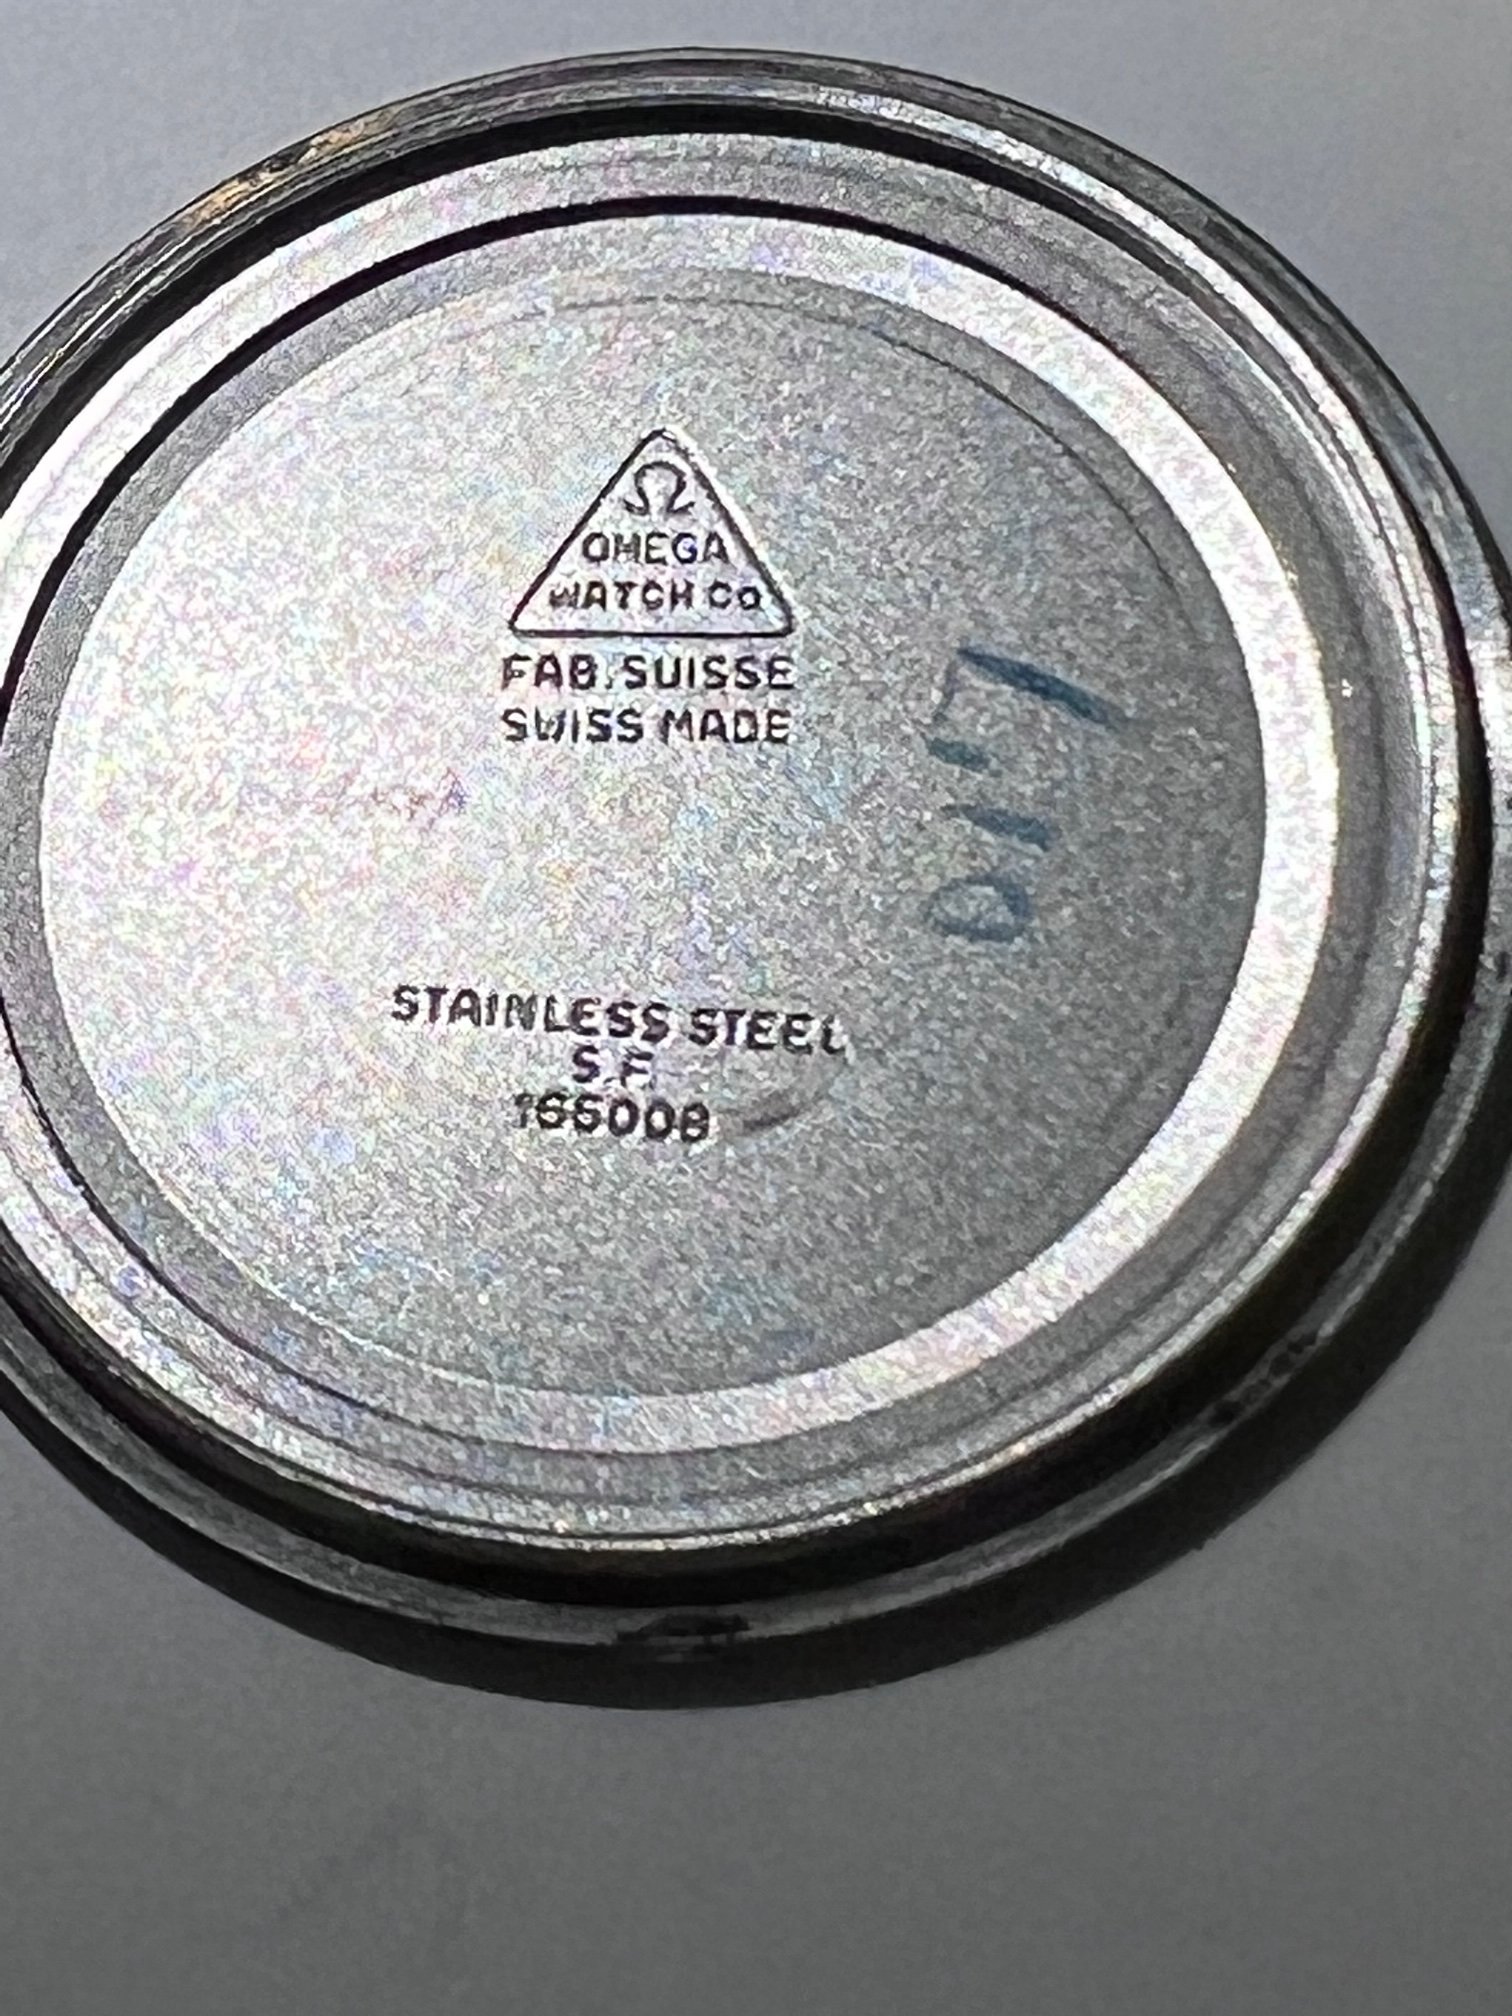 Ω
OMEGA
WATCH CO
FAB. SUISSE
SWISS MADE
STAINLESS STEEL
S.F.
166008